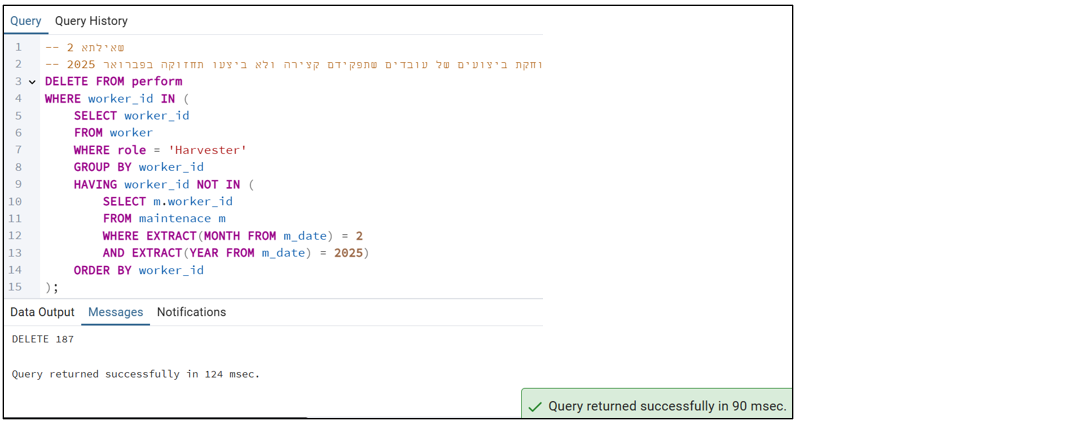 Query Query History
1 -- שאילתא 2
2 -- ביצועים של עובדים שתפקידם קצירה ולא ביצעו תחזוקה בפברואר 2025
3 DELETE FROM perform
4 WHERE worker_id IN (
5 SELECT worker_id
6 FROM worker
7 WHERE role = 'Harvester'
8 GROUP BY worker_id
9 HAVING worker_id NOT IN (
10 SELECT m.worker_id
11 FROM maintenace m
12 WHERE EXTRACT(MONTH FROM m_date) = 2
13 AND EXTRACT(YEAR FROM m_date) = 2025)
14 ORDER BY worker_id
15 );
Data Output Messages Notifications
DELETE 187
Query returned successfully in 124 msec.
Query returned successfully in 90 msec.